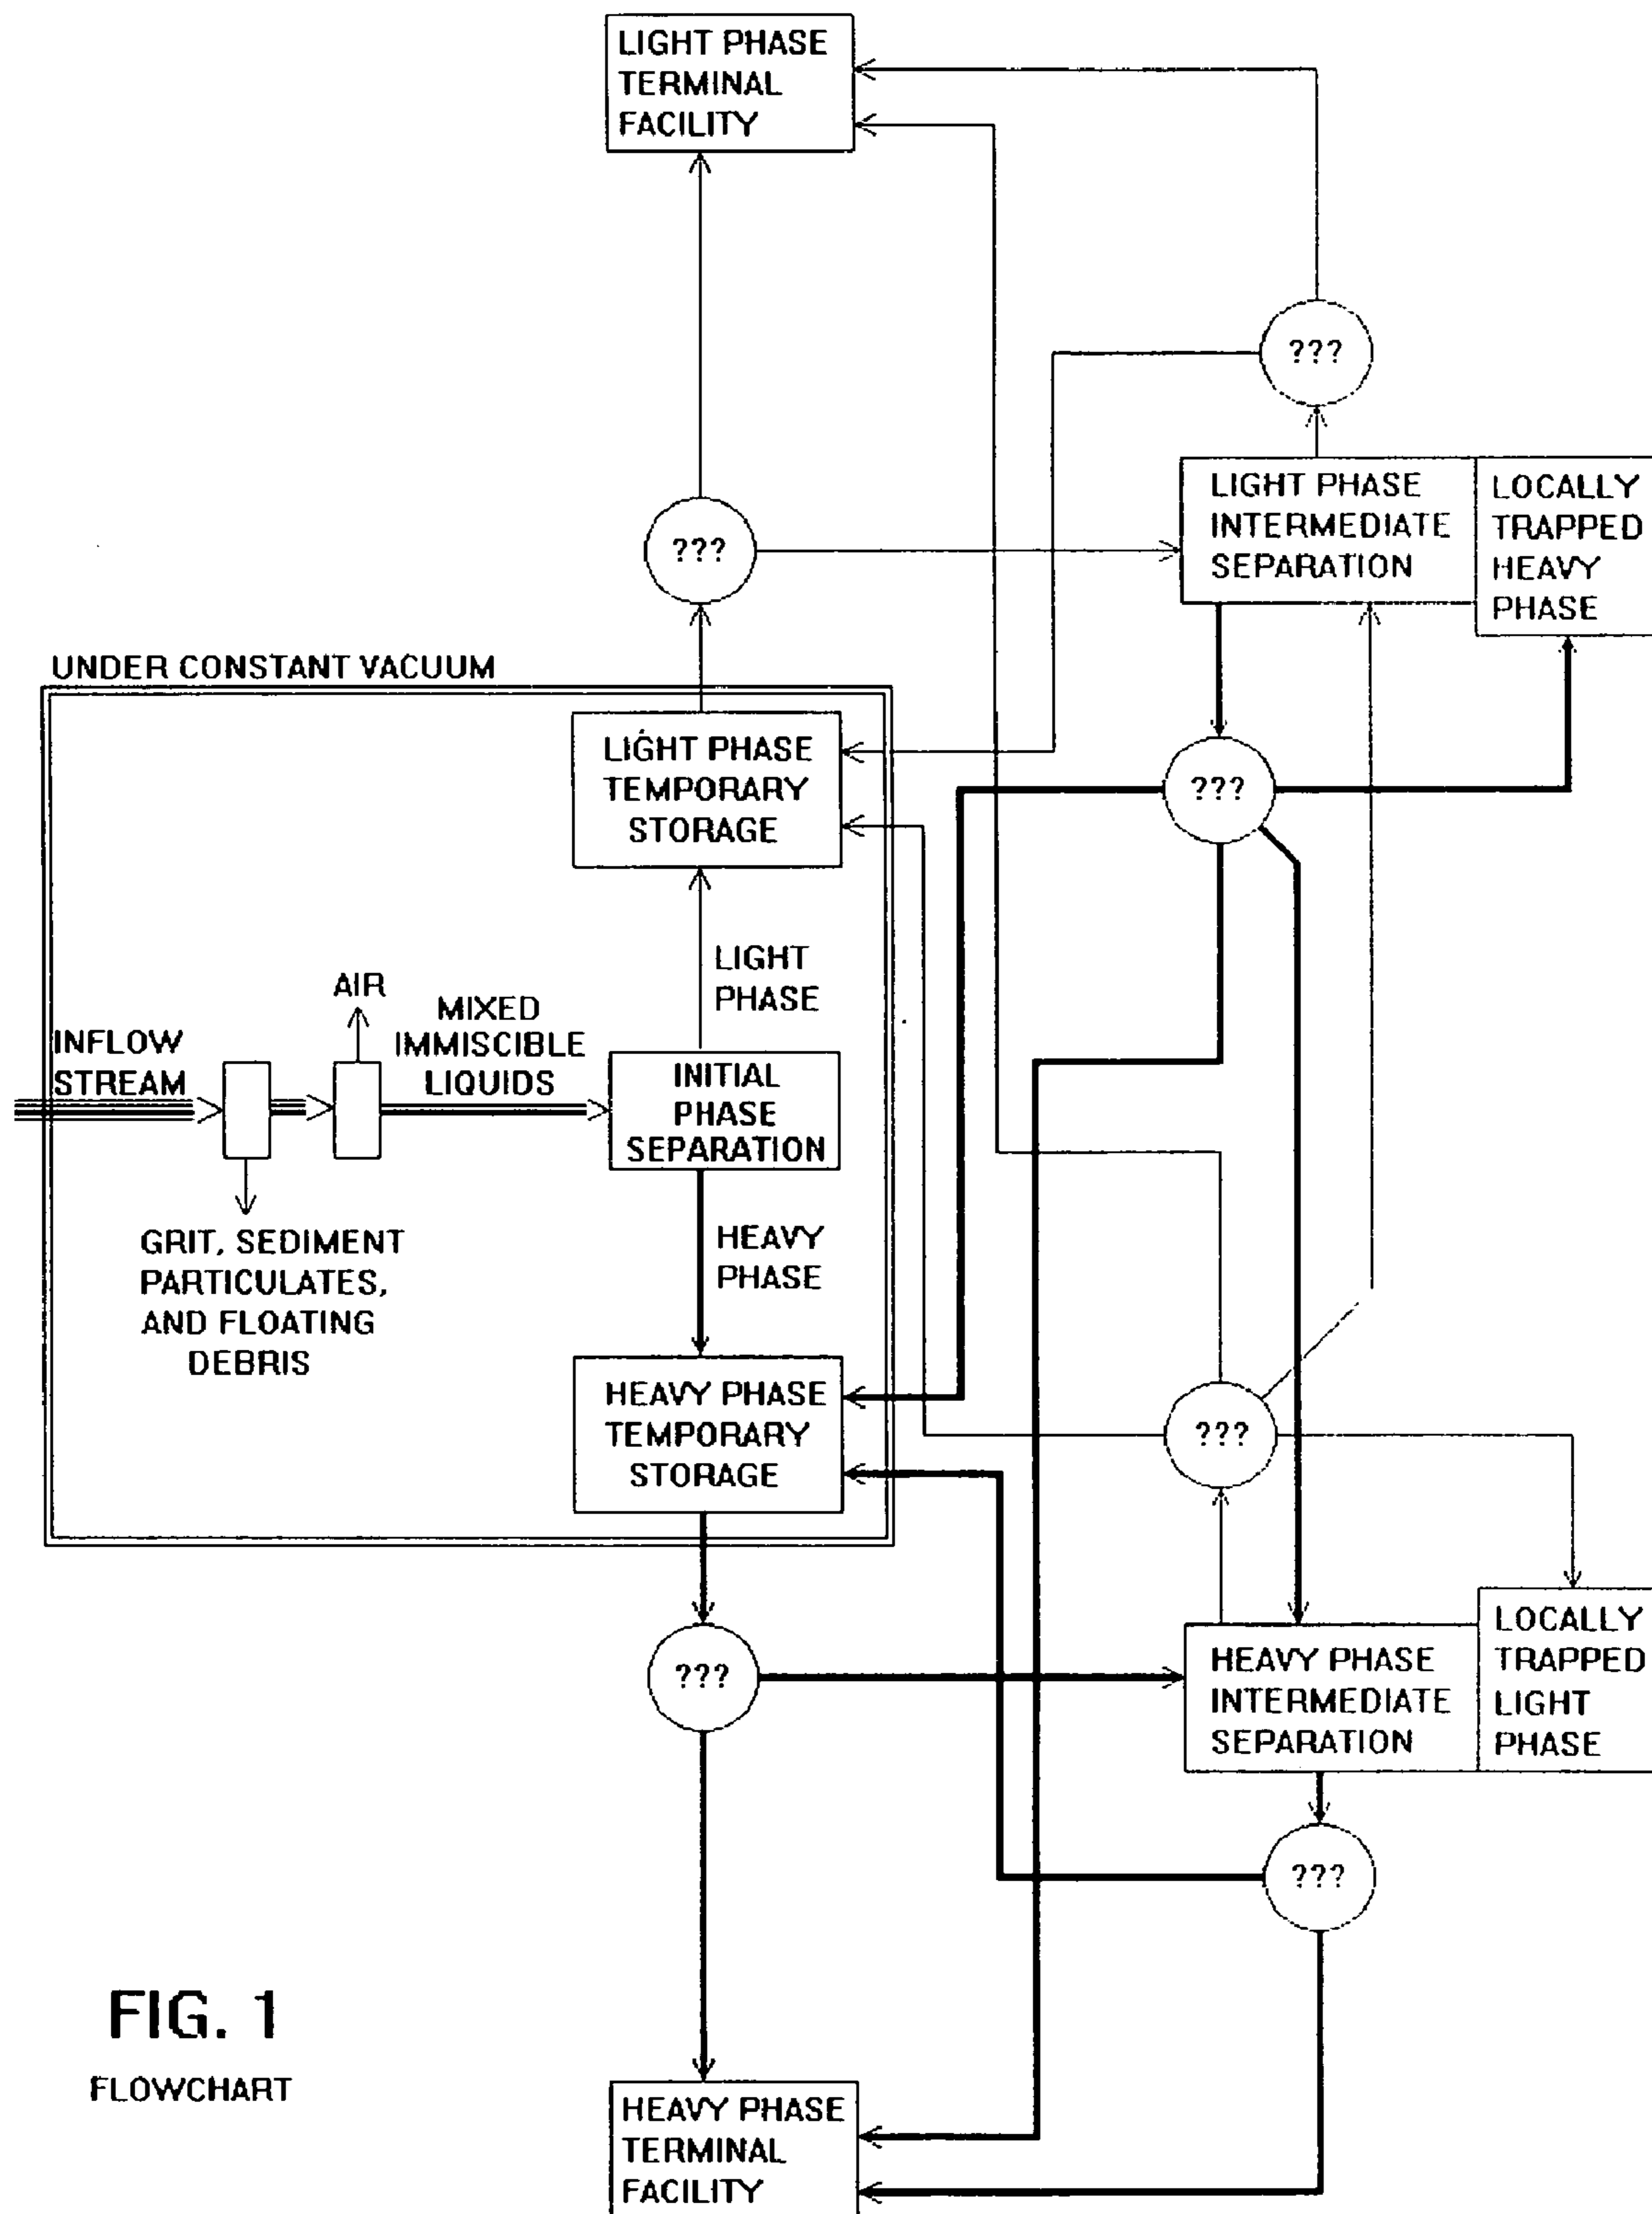 LIGHT PHASE
TERMINAL
FACILITY
???
LIGHT PHASE
INTERMEDIATE
SEPARATION
LOCALLY
TRAPPED
HEAVY
PHASE
???
UNDER CONSTANT VACUUM
LIGHT PHASE
TEMPORARY
STORAGE
???
LIGHT
PHASE
AIR
MIXED
IMMISCIBLE
LIQUIDS
INFLOW
STREAM
INITIAL
PHASE
SEPARATION
GRIT, SEDIMENT
PARTICULATES,
AND FLOATING
DEBRIS
HEAVY
PHASE
HEAVY PHASE
TEMPORARY
STORAGE
???
???
HEAVY PHASE
INTERMEDIATE
SEPARATION
LOCALLY
TRAPPED
LIGHT
PHASE
???
FIG. 1
FLOWCHART
HEAVY PHASE
TERMINAL
FACILITY